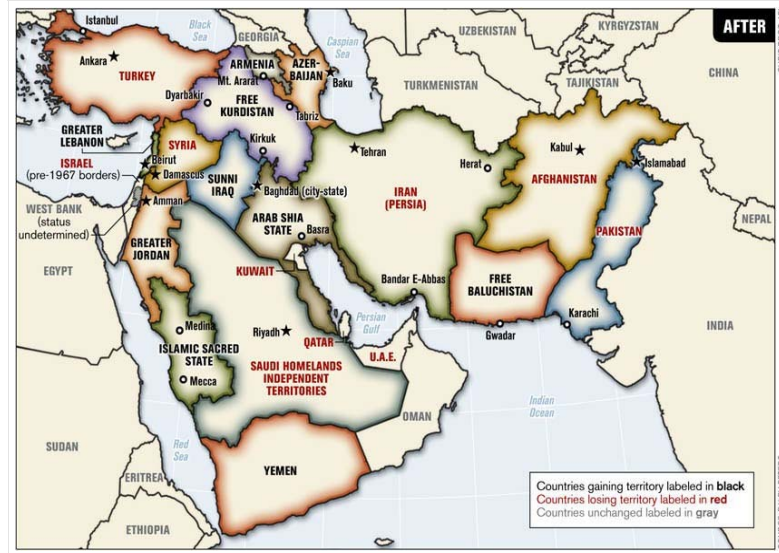 AFTER
Istanbul
Black
Sea
GEORGIA
Caspian
Sea
UZBEKISTAN
KYRGYZSTAN
CHINA
Ankara
TURKEY
ARMENIA
Mt. Ararat
AZER-
BAIJAN
Baku
TURKMENISTAN
TAJIKISTAN
Dyarbakir
FREE
KURDISTAN
Tabriz
GREATER
LEBANON
SYRIA
Kirkuk
Tehran
Herat
Kabul
Islamabad
ISRAEL
(pre-1967 borders)
Beirut
Damascus
SUNNI
IRAQ
Baghdad (city-state)
IRAN
(PERSIA)
AFGHANISTAN
WEST BANK
(status
undetermined)
Amman
ARAB SHIA
STATE
Basra
PAKISTAN
NEPAL
GREATER
JORDAN
EGYPT
KUWAIT
Bandar E-Abbas
FREE
BALUCHISTAN
Karachi
Medina
Riyadh
Persian
Gulf
Gwadar
INDIA
ISLAMIC SACRED
STATE
QATAR
U.A.E.
Mecca
SAUDI HOMELANDS
INDEPENDENT
TERRITORIES
OMAN
Indian
Ocean
SUDAN
Red
Sea
YEMEN
ERITREA
ETHIOPIA
Countries gaining territory labeled in black
Countries losing territory labeled in red
Countries unchanged labeled in gray